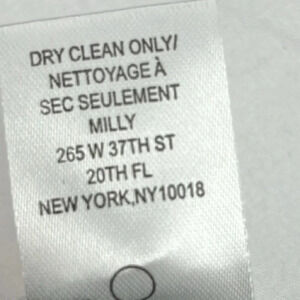 DRY CLEAN ONLY/
NETTOYAGE À
SEC SEULEMENT
MILLY
265 W 37TH ST
20TH FL
NEW YORK,NY10018